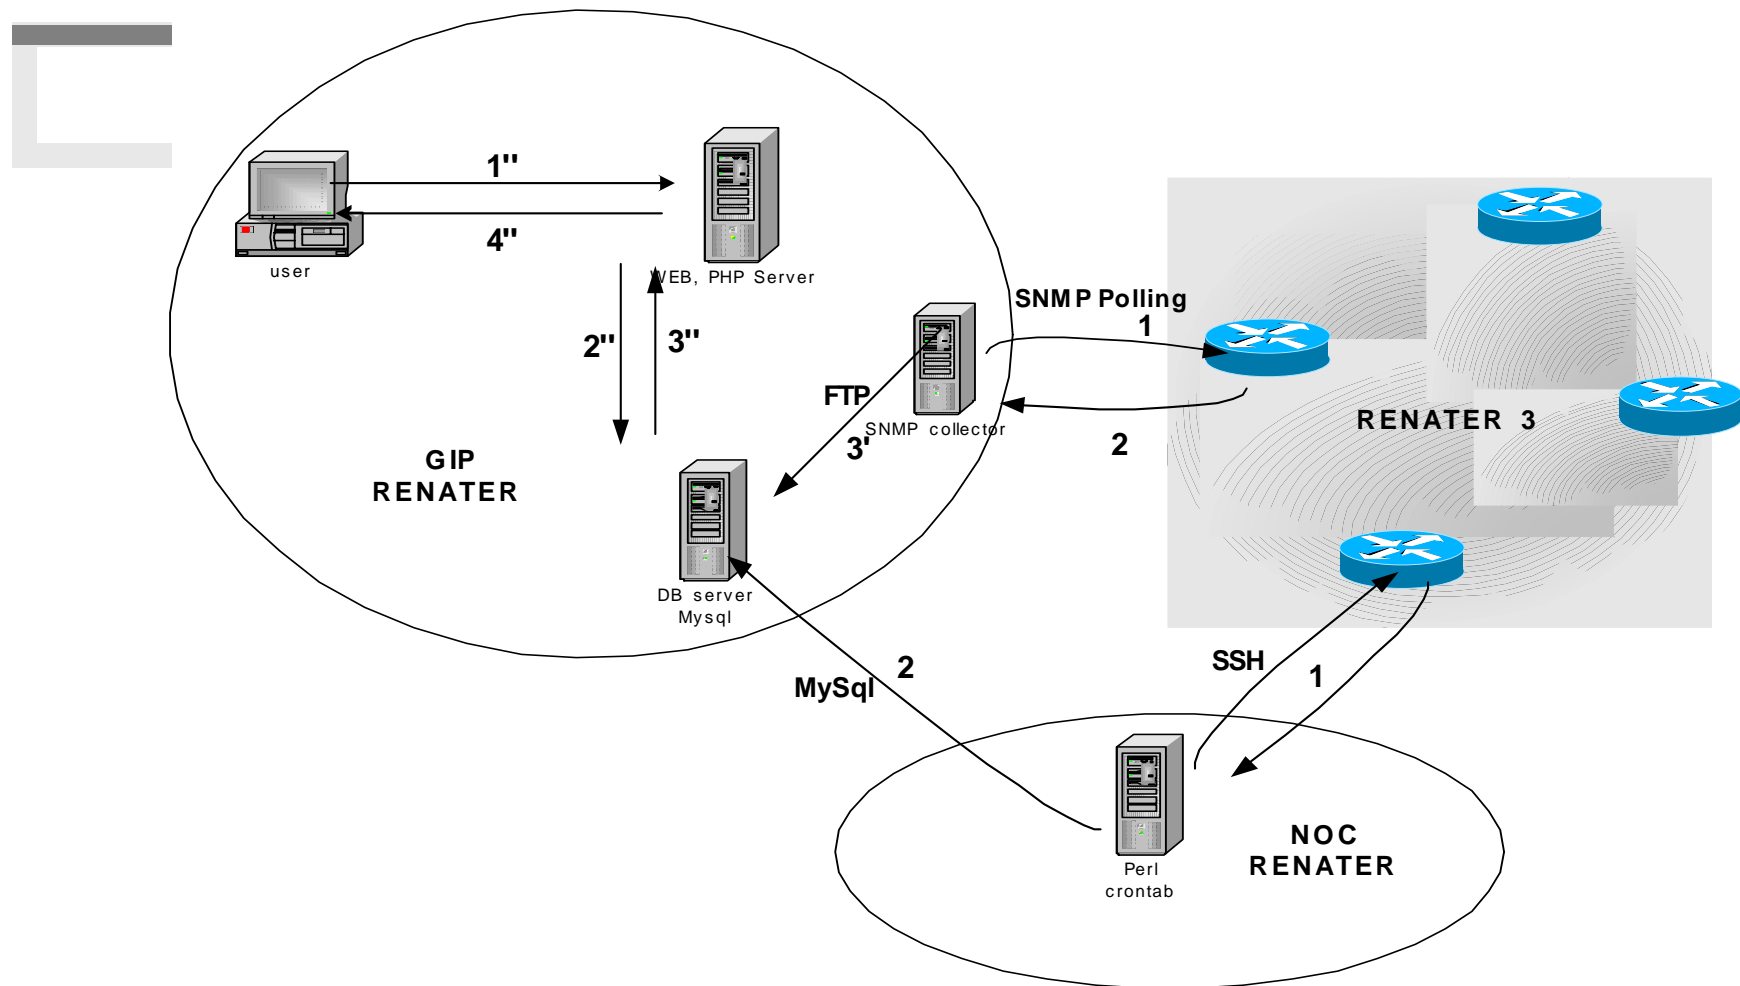 1''
4''
user
WEB, PHP Server
SNMP Polling
1
2''
3''
FTP
SNMP collector
3'
2
RENATER 3
GIP
RENATER
DB server
Mysql
SSH
1
2
MySql
NOC
RENATER
Perl
crontab